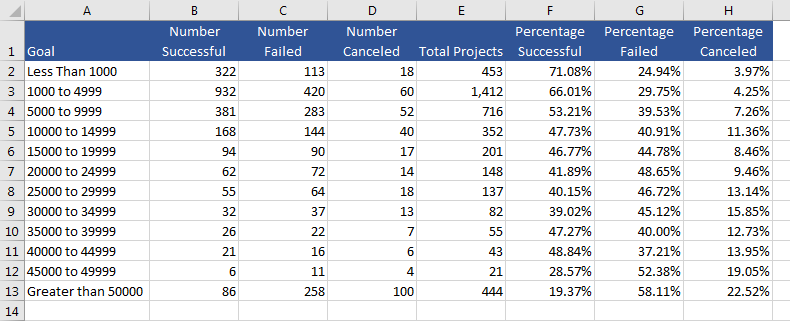 A B C D E F G H
Number Number Number Percentage Percentage Percentage
1 Goal Successful Failed Canceled Total Projects Successful Failed Canceled
2 Less Than 1000 322 113 18 453 71.08% 24.94% 3.97%
3 1000 to 4999 932 420 60 1,412 66.01% 29.75% 4.25%
4 5000 to 9999 381 283 52 716 53.21% 39.53% 7.26%
5 10000 to 14999 168 144 40 352 47.73% 40.91% 11.36%
6 15000 to 19999 94 90 17 201 46.77% 44.78% 8.46%
7 20000 to 24999 62 72 14 148 41.89% 48.65% 9.46%
8 25000 to 29999 55 64 18 137 40.15% 46.72% 13.14%
9 30000 to 34999 32 37 13 82 39.02% 45.12% 15.85%
10 35000 to 39999 26 22 7 55 47.27% 40.00% 12.73%
11 40000 to 44999 21 16 6 43 48.84% 37.21% 13.95%
12 45000 to 49999 6 11 4 21 28.57% 52.38% 19.05%
13 Greater than 50000 86 258 100 444 19.37% 58.11% 22.52%
14